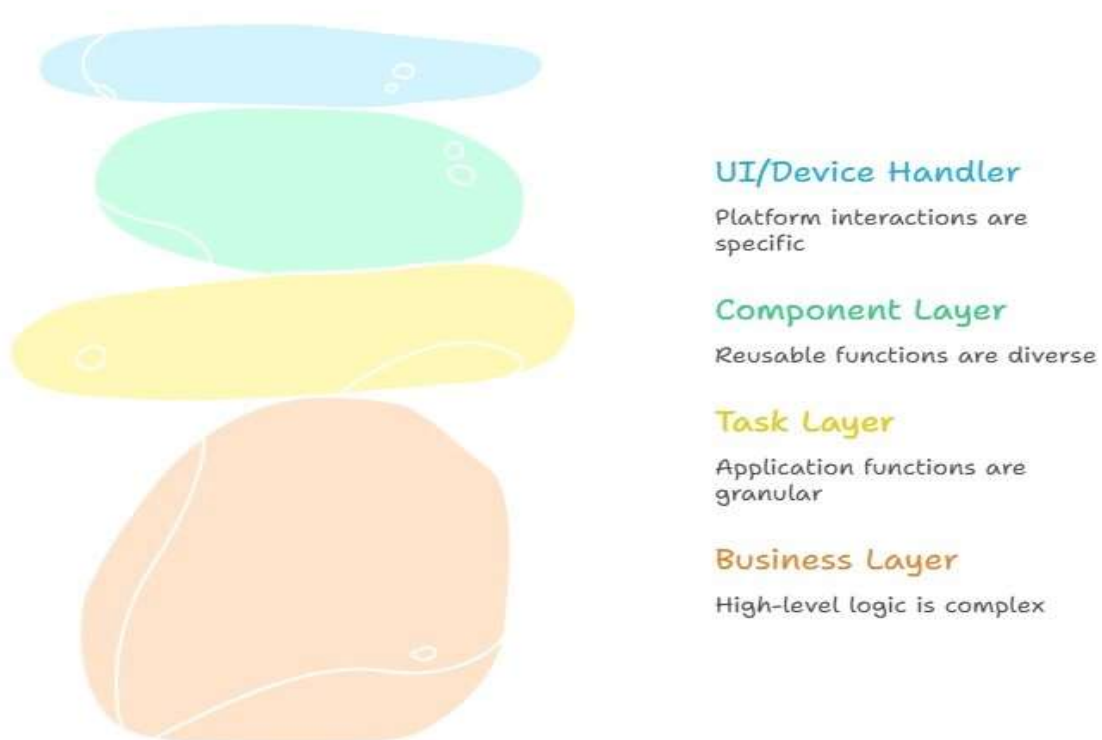 UI/Device Handler
Platform interactions are
specific
Component Layer
Reusable functions are diverse
Task Layer
Application functions are
granular
Business Layer
High-level logic is complex